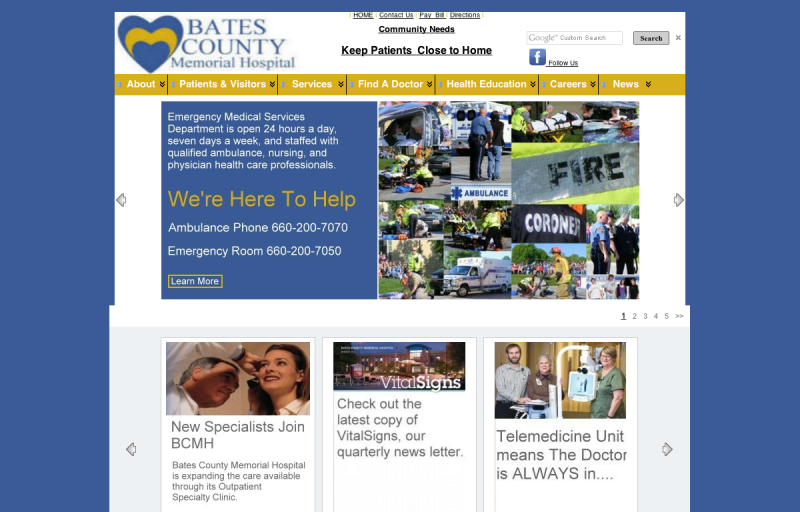 BATES
COUNTY
Memorial Hospital
| HOME | Contact Us | Pay Bill | Directions |
Community Needs
Keep Patients Close to Home
Google™ Custom Search
Search
×
Follow Us
About
Patients & Visitors
Services
Find A Doctor
Health Education
Careers
News
Emergency Medical Services
Department is open 24 hours a day,
seven days a week, and staffed with
qualified ambulance, nursing, and
physician health care professionals.
We're Here To Help
Ambulance Phone 660-200-7070
Emergency Room 660-200-7050
Learn More
AMBULANCE
FIRE
CORONER
1 2 3 4 5 >>
New Specialists Join
BCMH
Bates County Memorial Hospital
is expanding the care available
through its Outpatient
Specialty Clinic.
BATES COUNTY MEMORIAL HOSPITAL
VitalSigns
Check out the
latest copy of
VitalSigns, our
quarterly news letter.
Telemedicine Unit
means The Doctor
is ALWAYS in....